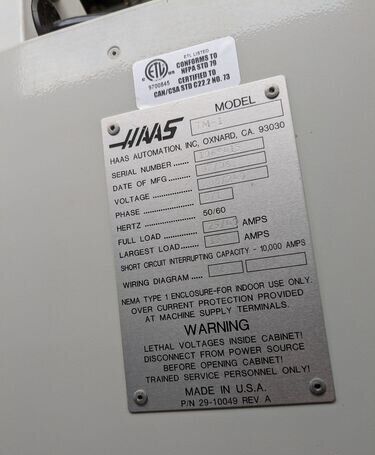 ETL LISTED
CONFORMS TO
NFPA STD 79
9700845
CERTIFIED TO
CAN/CSA STD C22.2 NO. 73
HAAS
MODEL TM-1
HAAS AUTOMATION, INC, OXNARD, CA. 93030
SERIAL NUMBER ......
DATE OF MFG .......
VOLTAGE .............
PHASE ................
HERTZ ................ 50/60
FULL LOAD ........ AMPS
LARGEST LOAD ..... AMPS
SHORT CIRCUIT INTERRUPTING CAPACITY - 10,000 AMPS
WIRING DIAGRAM ....
NEMA TYPE 1 ENCLOSURE-FOR INDOOR USE ONLY.
OVER CURRENT PROTECTION PROVIDED
AT MACHINE SUPPLY TERMINALS.
WARNING
LETHAL VOLTAGES INSIDE CABINET!
DISCONNECT FROM POWER SOURCE
BEFORE OPENING CABINET!
TRAINED SERVICE PERSONNEL ONLY!
MADE IN U.S.A.
P/N 29-10049 REV A